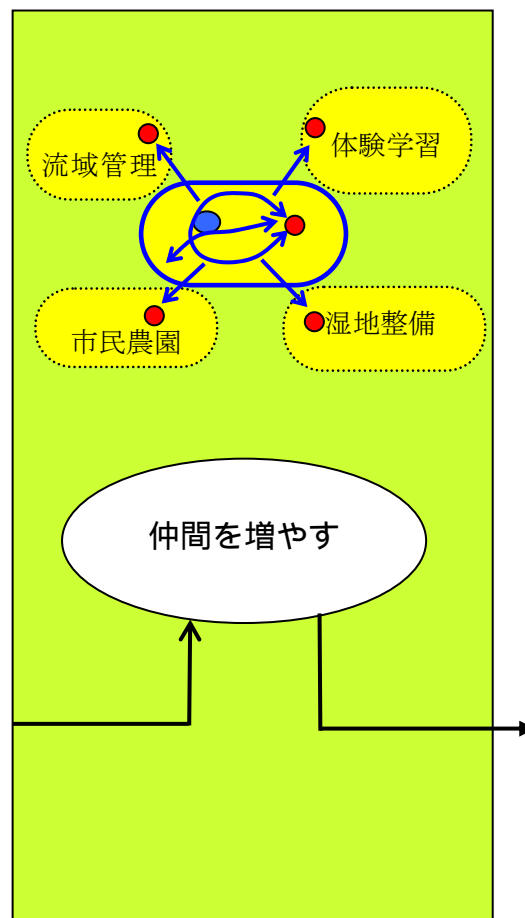 流域管理
体験学習
市民農園
湿地整備
仲間を増やす